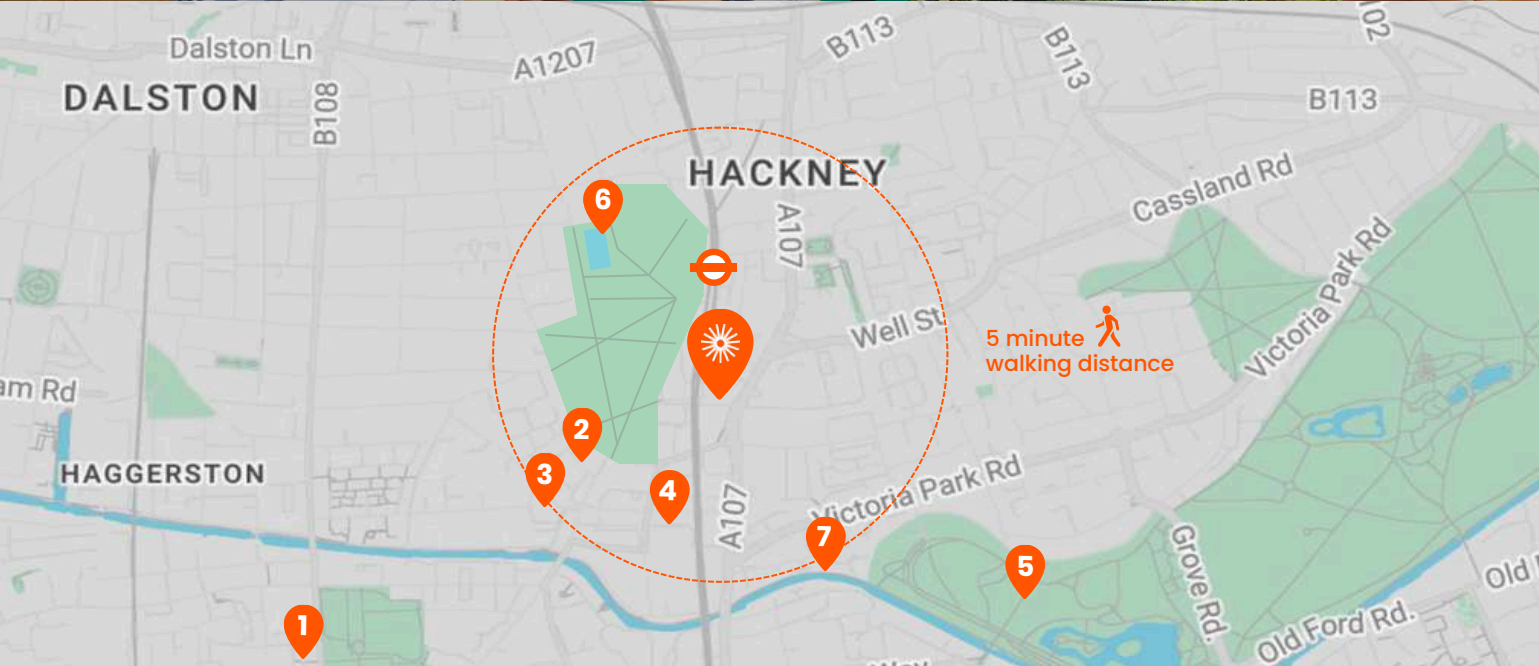 Dalston Ln
A1207
B113
B113
102
DALSTON
B108
B113
HACKNEY
Cassland Rd
6
A107
Victoria Park Rd
Well St
5 minute
walking distance
am Rd
2
3
HAGGERSTON
4
A107
Victoria Park Rd
7
5
Grove Rd.
Old
Old Ford Rd.
1
Way